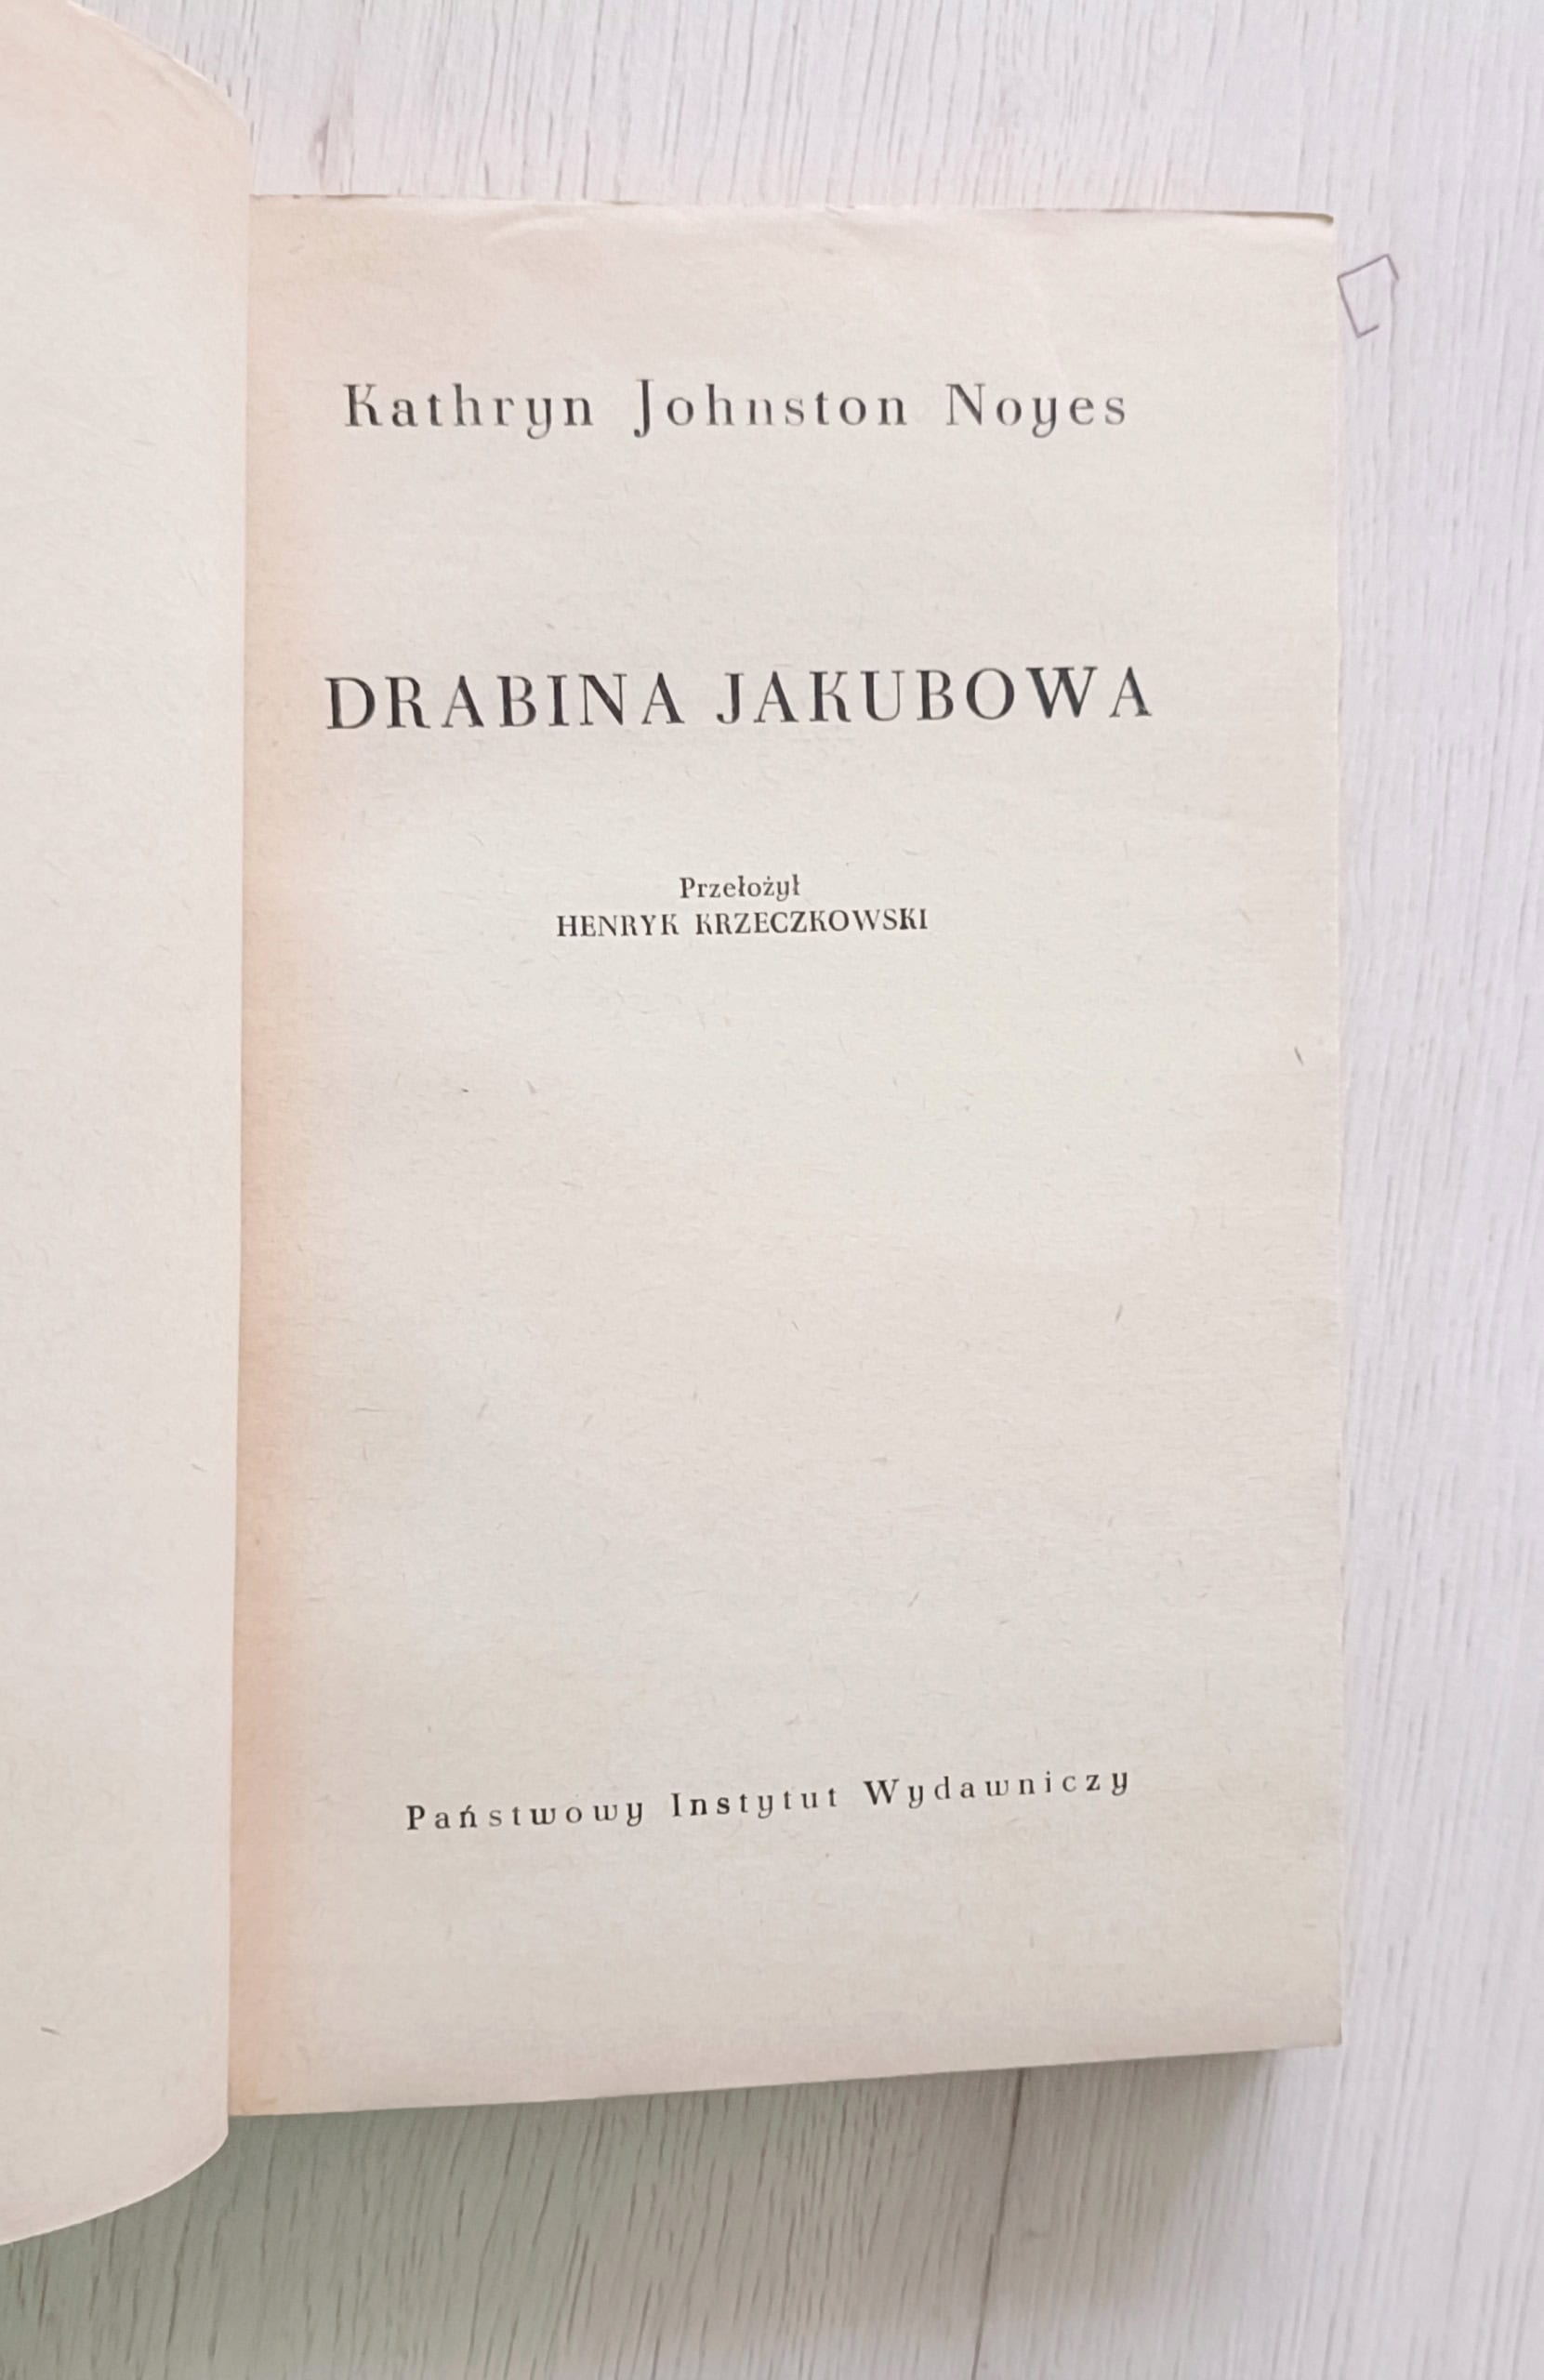 Kathryn Johnston Noyes
DRABINA JAKUBOWA
Przełożył
HENRYK KRZECZKOWSKI
Państwowy Instytut Wydawniczy